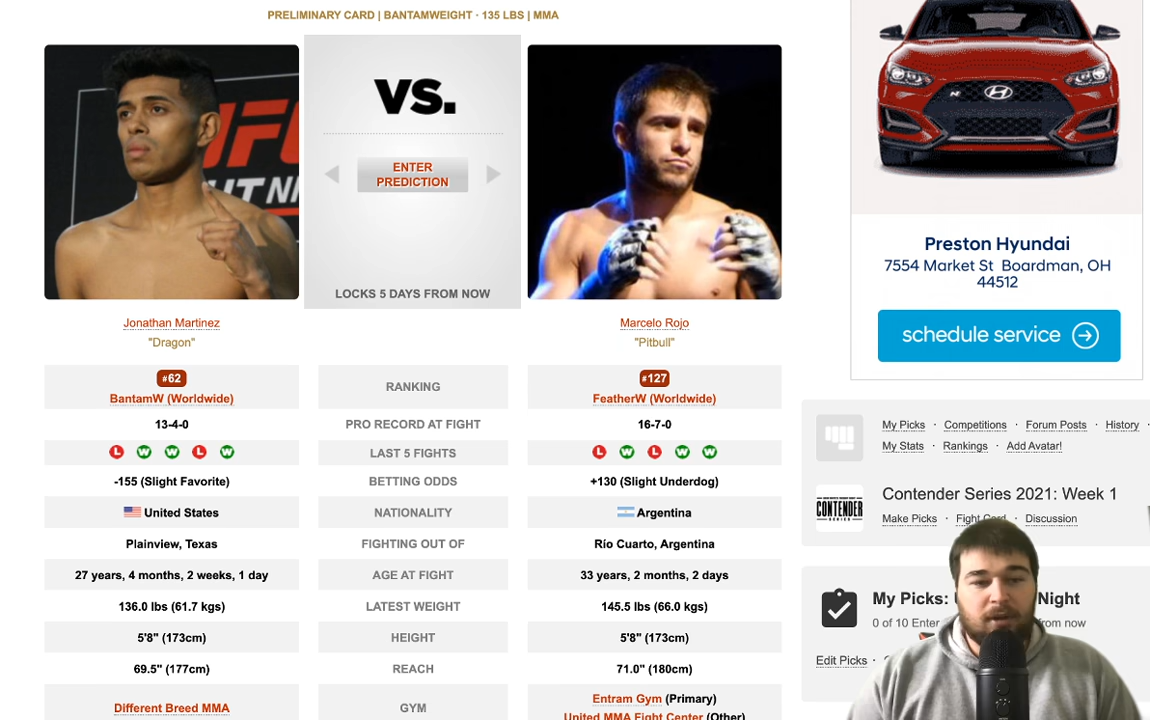 PRELIMINARY CARD | BANTAMWEIGHT · 135 LBS | MMA
UFC
HT NI
VS.
ENTER
PREDICTION
LOCKS 5 DAYS FROM NOW
Jonathan Martinez
"Dragon"
Marcelo Rojo
"Pitbull"
#62
BantamW (Worldwide)
RANKING
#127
FeatherW (Worldwide)
13-4-0
PRO RECORD AT FIGHT
16-7-0
L W W L W
LAST 5 FIGHTS
L W L W W
-155 (Slight Favorite)
BETTING ODDS
+130 (Slight Underdog)
United States
NATIONALITY
Argentina
Plainview, Texas
FIGHTING OUT OF
Río Cuarto, Argentina
27 years, 4 months, 2 weeks, 1 day
AGE AT FIGHT
33 years, 2 months, 2 days
136.0 lbs (61.7 kgs)
LATEST WEIGHT
145.5 lbs (66.0 kgs)
5'8" (173cm)
HEIGHT
5'8" (173cm)
69.5" (177cm)
REACH
71.0" (180cm)
Different Breed MMA
GYM
Entram Gym (Primary)
United MMA Fight Center (Other)
N
Preston Hyundai
7554 Market St Boardman, OH
44512
schedule service
My Picks · Competitions · Forum Posts · History ·
My Stats · Rankings · Add Avatar!
CONTENDER
SERIES
Contender Series 2021: Week 1
Make Picks · Fight Card · Discussion
My Picks: Night
0 of 10 Enter from now
Edit Picks ·